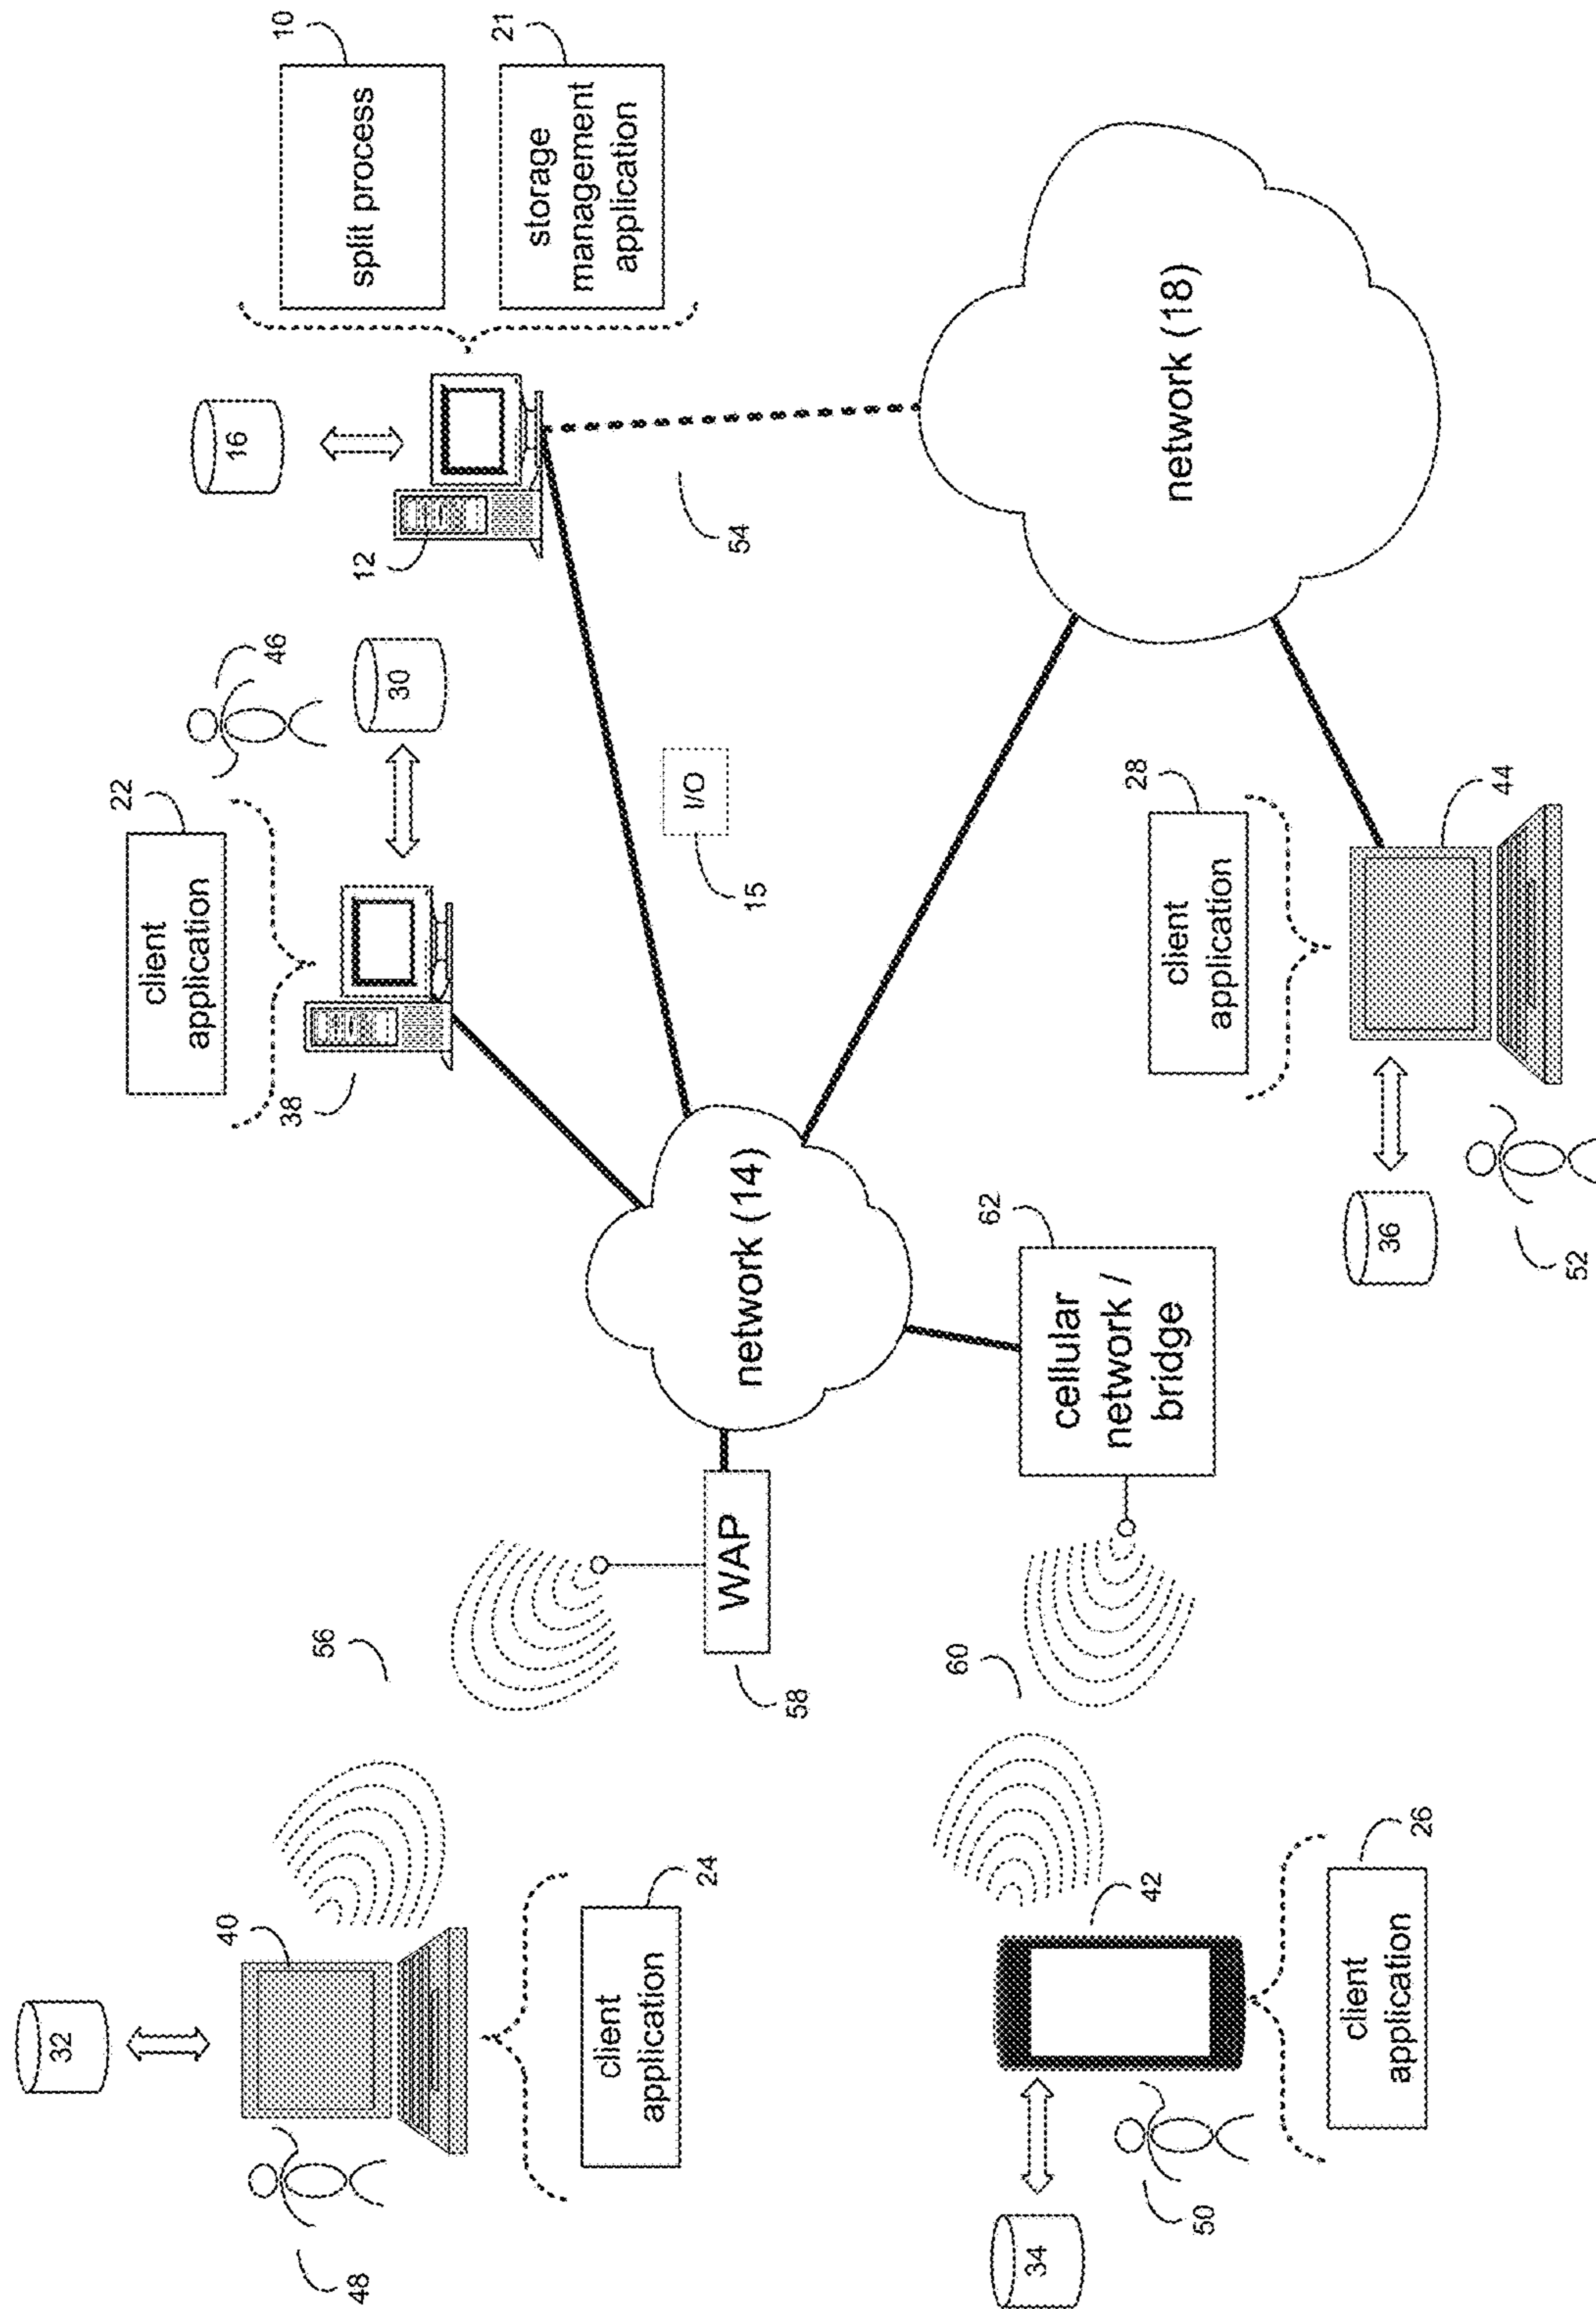 32
40
48
client
application
24
56
WAP
58
client
application
22
38
46
30
16
12
split process
10
storage
management
application
21
54
I/O
15
network (14)
network (18)
34
42
50
client
application
26
60
cellular
network /
bridge
62
client
application
28
36
44
52